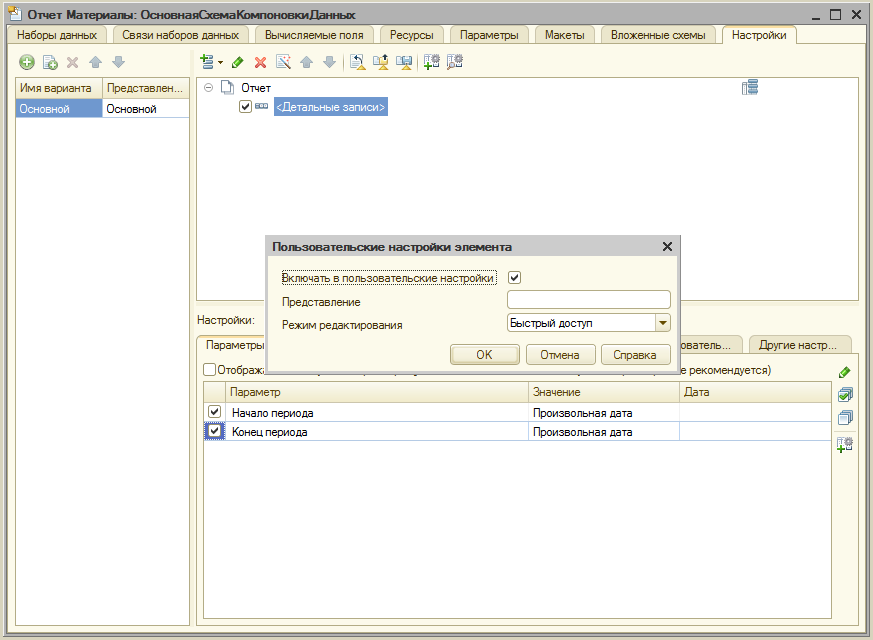 Отчет Материалы: ОсновнаяСхемаКомпоновкиДанных
Наборы данных Связи наборов данных Вычисляемые поля Ресурсы Параметры Макеты Вложенные схемы Настройки
Имя варианта Представлен...
Основной Основной
Отчет
<Детальные записи>
Пользовательские настройки элемента
Включать в пользовательские настройки
Представление
Режим редактирования Быстрый доступ
ОК Отмена Справка
Настройки:
Параметры Другие настр...
рекомендуется)
Параметр Значение Дата
Начало периода Произвольная дата
Конец периода Произвольная дата